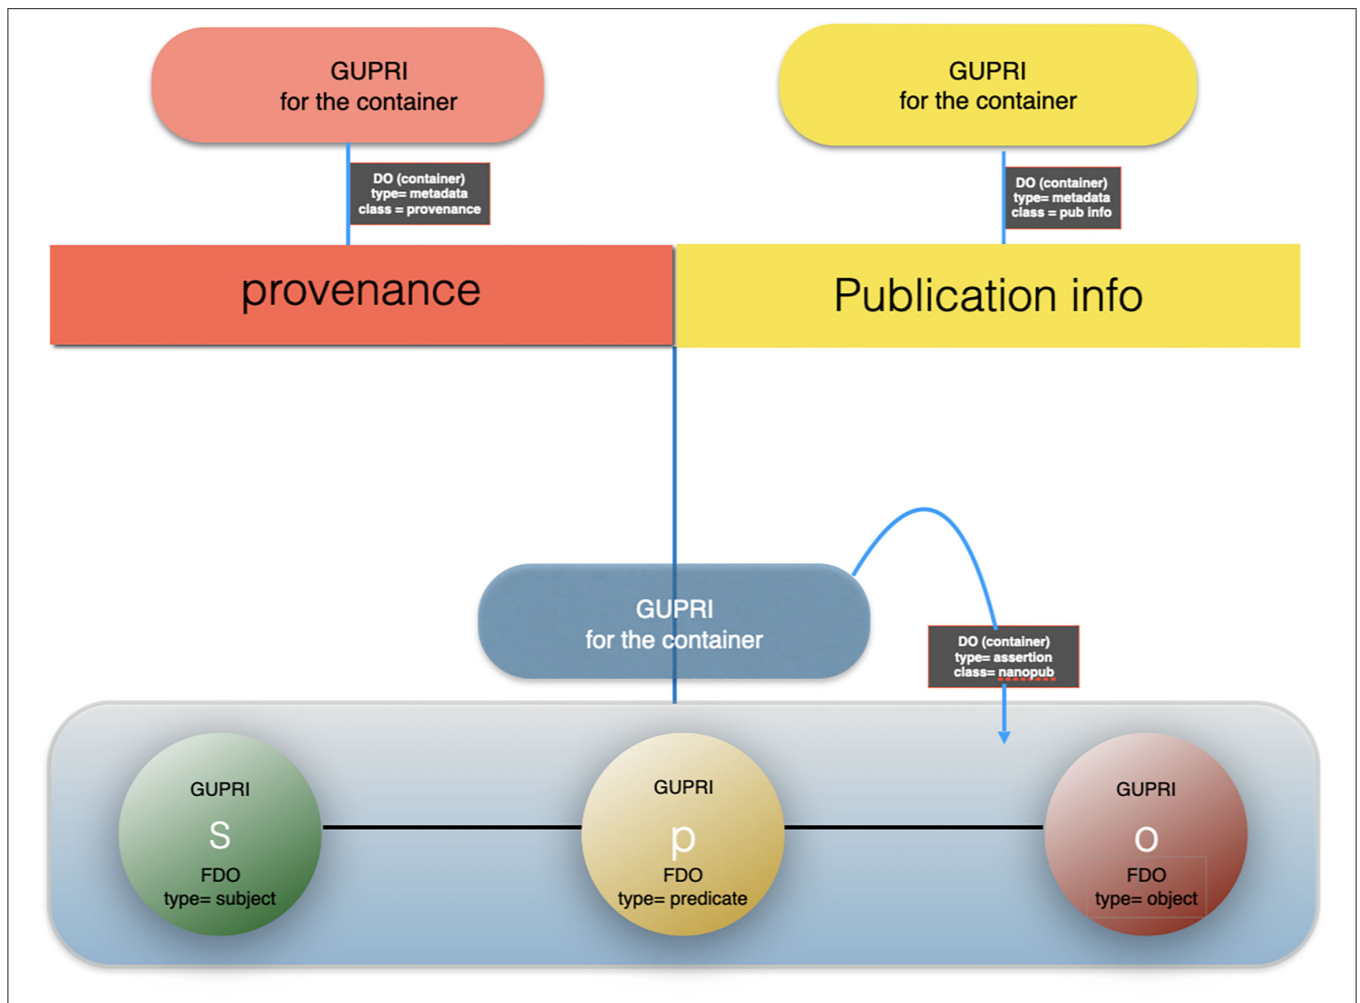 GUPRI
for the container
GUPRI
for the container
DO (container)
type= metadata
class = provenance
DO (container)
type= metadata
class = pub info
provenance
Publication info
GUPRI
for the container
DO (container)
type= assertion
class= nanopub
GUPRI
s
FDO
type= subject
GUPRI
p
FDO
type= predicate
GUPRI
o
FDO
type= object